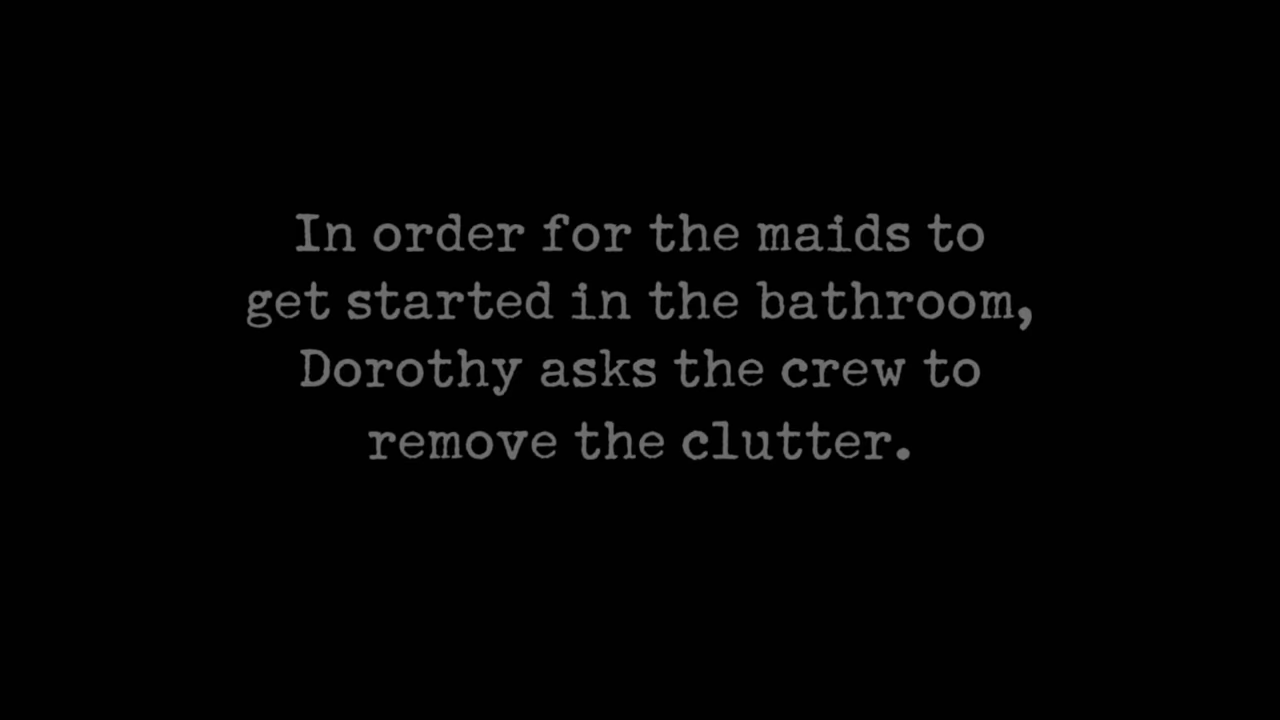 In order for the maids to
get started in the bathroom,
Dorothy asks the crew to
remove the clutter.